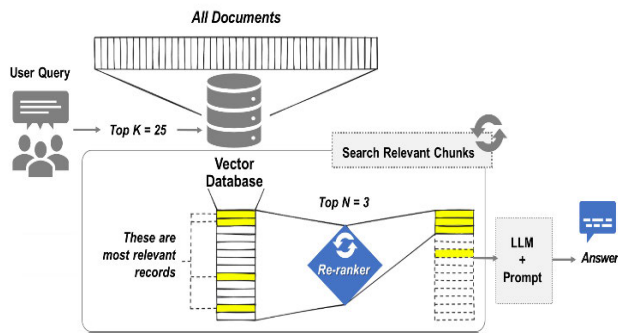 All Documents
User Query
Top K = 25
Search Relevant Chunks
Vector
Database
Top N = 3
These are
most relevant
records
Re-ranker
LLM
+
Prompt
Answer